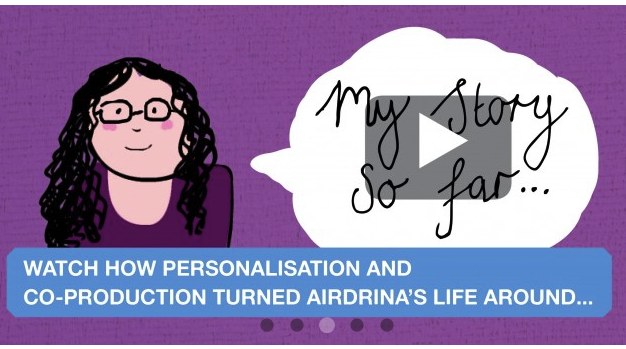 My Story
So far...
WATCH HOW PERSONALISATION AND
CO-PRODUCTION TURNED AIRDRINA'S LIFE AROUND...